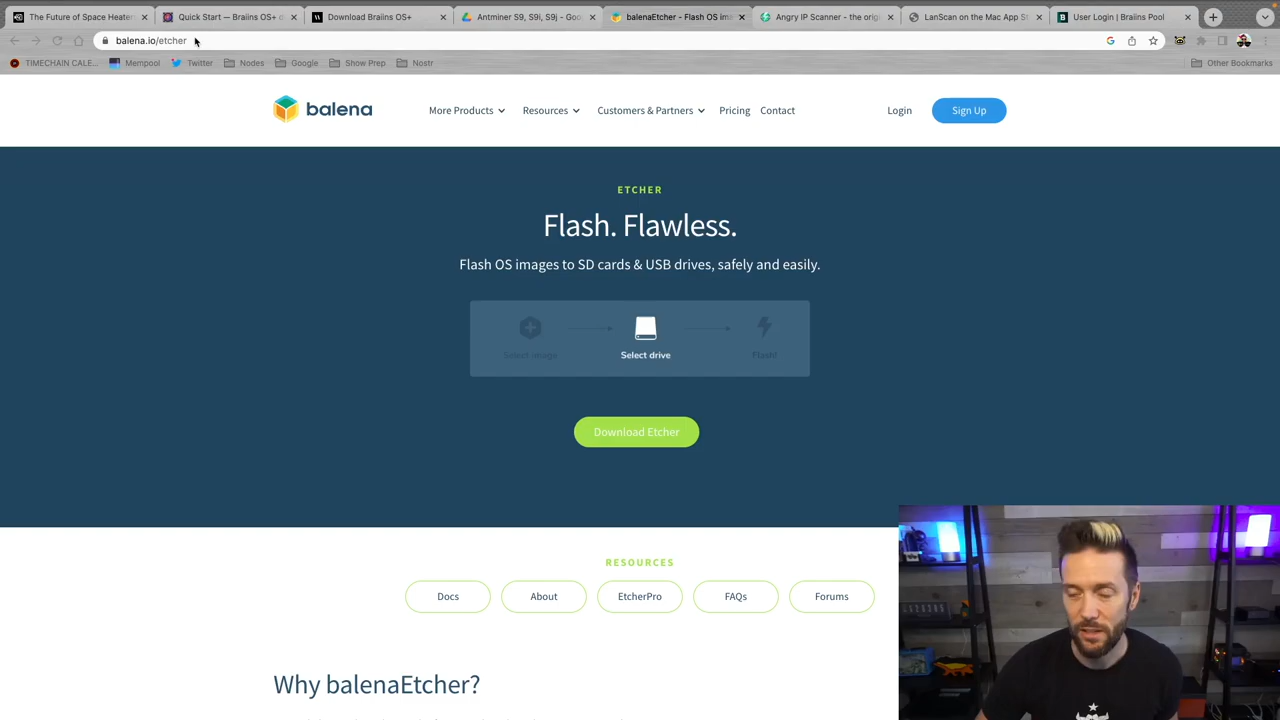 The Future of Space Heater
Quick Start — Braiins OS+ d
Download Braiins OS+
Antminer S9, S9i, S9j - Goo
balenaEtcher - Flash OS im
Angry IP Scanner - the origi
LanScan on the Mac App St
User Login | Braiins Pool
balena.io/etcher
TIMECHAIN CALE...
Mempool
Twitter
Nodes
Google
Show Prep
Nostr
Other Bookmarks
balena
More Products
Resources
Customers & Partners
Pricing
Contact
Login
Sign Up
ETCHER
Flash. Flawless.
Flash OS images to SD cards & USB drives, safely and easily.
Select image
Select drive
Flash!
Download Etcher
RESOURCES
Docs
About
EtcherPro
FAQs
Forums
Why balenaEtcher?